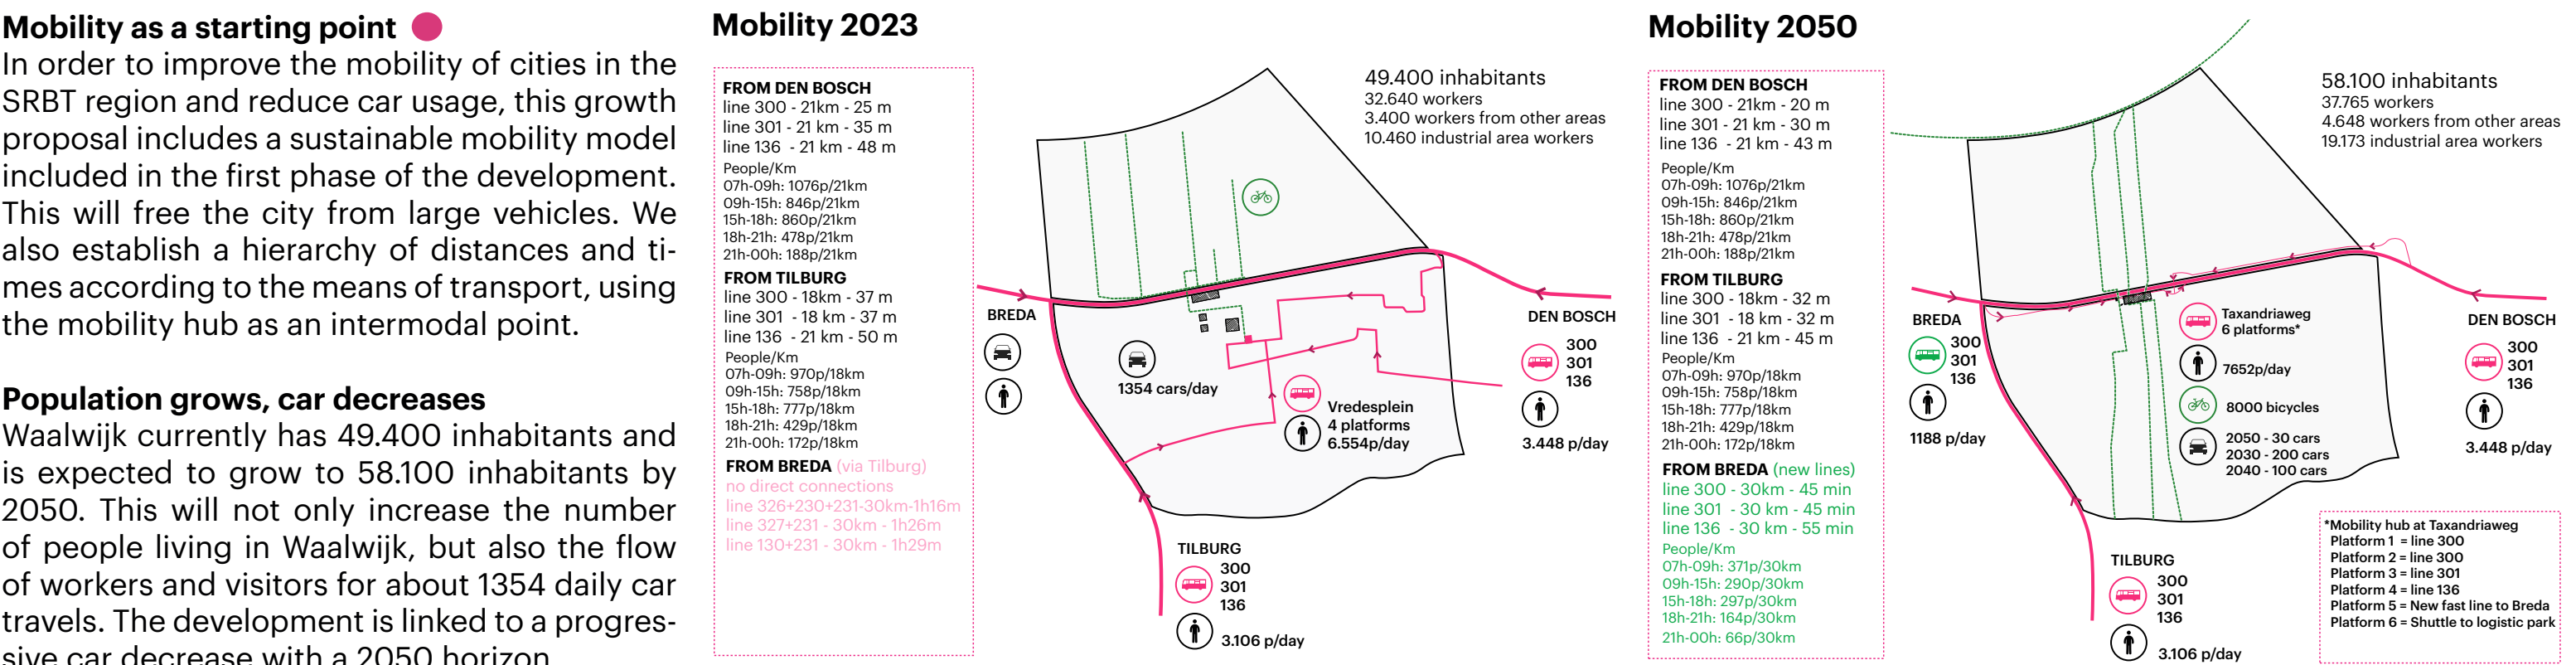 Mobility as a starting point
In order to improve the mobility of cities in the
SRBT region and reduce car usage, this growth
proposal includes a sustainable mobility model
included in the first phase of the development.
This will free the city from large vehicles. We
also establish a hierarchy of distances and ti-
mes according to the means of transport, using
the mobility hub as an intermodal point.
Population grows, car decreases
Waalwijk currently has 49.400 inhabitants and
is expected to grow to 58.100 inhabitants by
2050. This will not only increase the number
of people living in Waalwijk, but also the flow
of workers and visitors for about 1354 daily car
travels. The development is linked to a progres-
sive car decrease with a 2050 horizon
Mobility 2023
FROM DEN BOSCH
line 300 - 21km - 25 m
line 301 - 21 km - 35 m
line 136 - 21 km - 48 m
People/Km
07h-09h: 1076p/21km
09h-15h: 846p/21km
15h-18h: 860p/21km
18h-21h: 478p/21km
21h-00h: 188p/21km
FROM TILBURG
line 300 - 18km - 37 m
line 301 - 18 km - 37 m
line 136 - 21 km - 50 m
People/Km
07h-09h: 970p/18km
09h-15h: 758p/18km
15h-18h: 777p/18km
18h-21h: 429p/18km
21h-00h: 172p/18km
FROM BREDA (via Tilburg)
no direct connections
line 326+230+231-30km-1h16m
line 327+231 - 30km - 1h26m
line 130+231 - 30km - 1h29m
49.400 inhabitants
32.640 workers
3.400 workers from other areas
10.460 industrial area workers
BREDA
1354 cars/day
Vredesplein
4 platforms
6.554p/day
DEN BOSCH
300
301
136
3.448 p/day
TILBURG
300
301
136
3.106 p/day
Mobility 2050
FROM DEN BOSCH
line 300 - 21km - 20 m
line 301 - 21 km - 30 m
line 136 - 21 km - 43 m
People/Km
07h-09h: 1076p/21km
09h-15h: 846p/21km
15h-18h: 860p/21km
18h-21h: 478p/21km
21h-00h: 188p/21km
FROM TILBURG
line 300 - 18km - 32 m
line 301 - 18 km - 32 m
line 136 - 21 km - 45 m
People/Km
07h-09h: 970p/18km
09h-15h: 758p/18km
15h-18h: 777p/18km
18h-21h: 429p/18km
21h-00h: 172p/18km
FROM BREDA (new lines)
line 300 - 30km - 45 min
line 301 - 30 km - 45 min
line 136 - 30 km - 55 min
People/Km
07h-09h: 371p/30km
09h-15h: 290p/30km
15h-18h: 297p/30km
18h-21h: 164p/30km
21h-00h: 66p/30km
58.100 inhabitants
37.765 workers
4.648 workers from other areas
19.173 industrial area workers
BREDA
300
301
136
1188 p/day
Taxandriaweg
6 platforms*
7652p/day
8000 bicycles
2050 - 30 cars
2030 - 200 cars
2040 - 100 cars
DEN BOSCH
300
301
136
3.448 p/day
TILBURG
300
301
136
3.106 p/day
*Mobility hub at Taxandriaweg
Platform 1 = line 300
Platform 2 = line 300
Platform 3 = line 301
Platform 4 = line 136
Platform 5 = New fast line to Breda
Platform 6 = Shuttle to logistic park